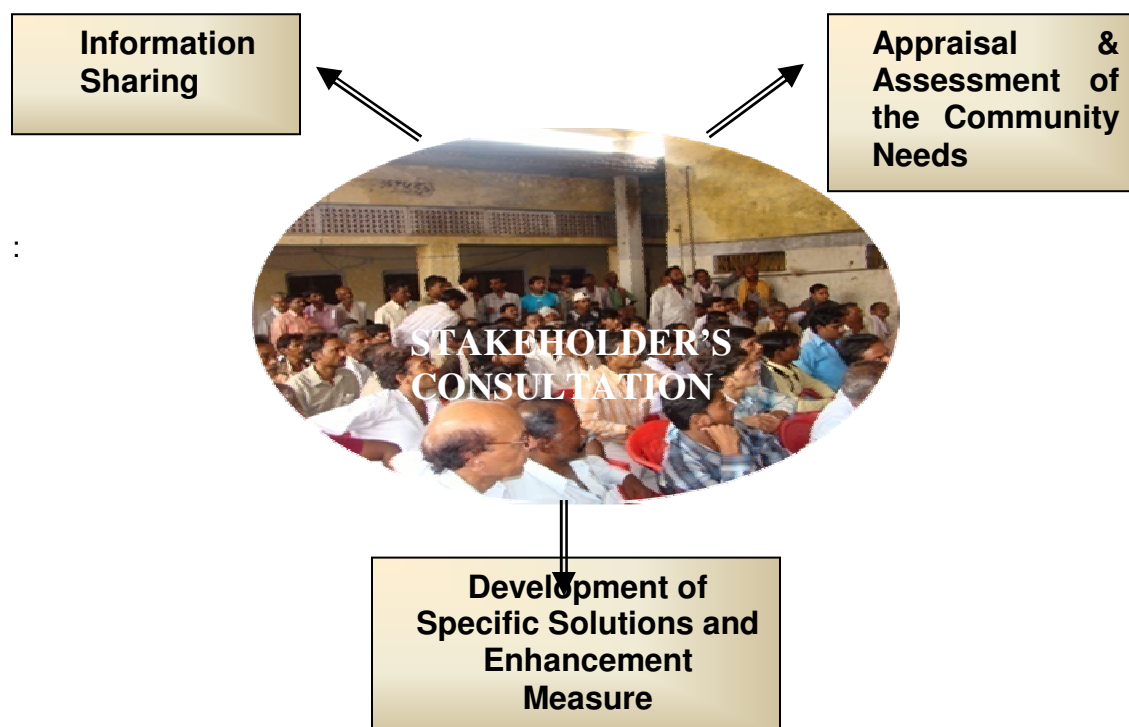 Information
Sharing
Appraisal &
Assessment of
the Community
Needs
:
STAKEHOLDER’S
CONSULTATION
Development of
Specific Solutions and
Enhancement
Measure